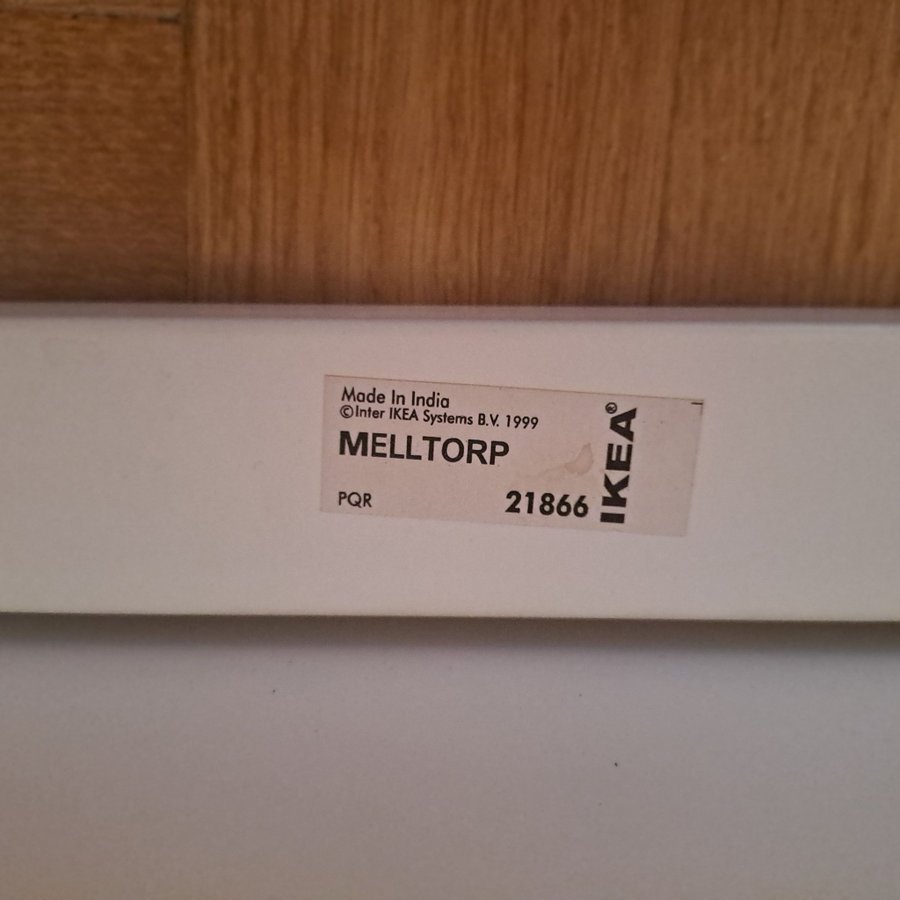 Made In India
©Inter IKEA Systems B.V. 1999
MELLTORP
PQR 21866
IKEA®